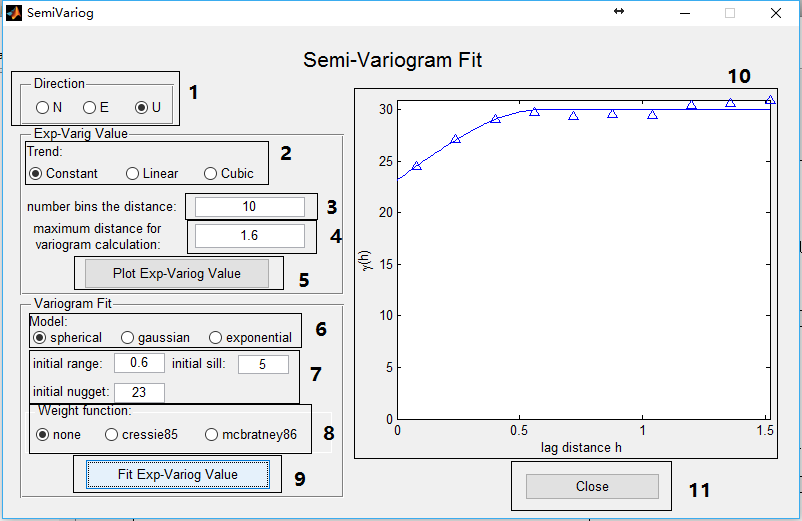 SemiVariog
Semi-Variogram Fit
Direction
N E U
1
Exp-Varig Value
Trend:
Constant Linear Cubic
2
number bins the distance: 10
3
maximum distance for
variogram calculation: 1.6
4
Plot Exp-Variog Value
5
Variogram Fit
Model:
spherical gaussian exponential
6
initial range: 0.6 initial sill: 5
initial nugget: 23
7
Weight function:
none cressie85 mcbratney86
8
Fit Exp-Variog Value
9
10
30
25
20
15
10
5
0
γ(h)
0 0.5 1 1.5
lag distance h
Close
11